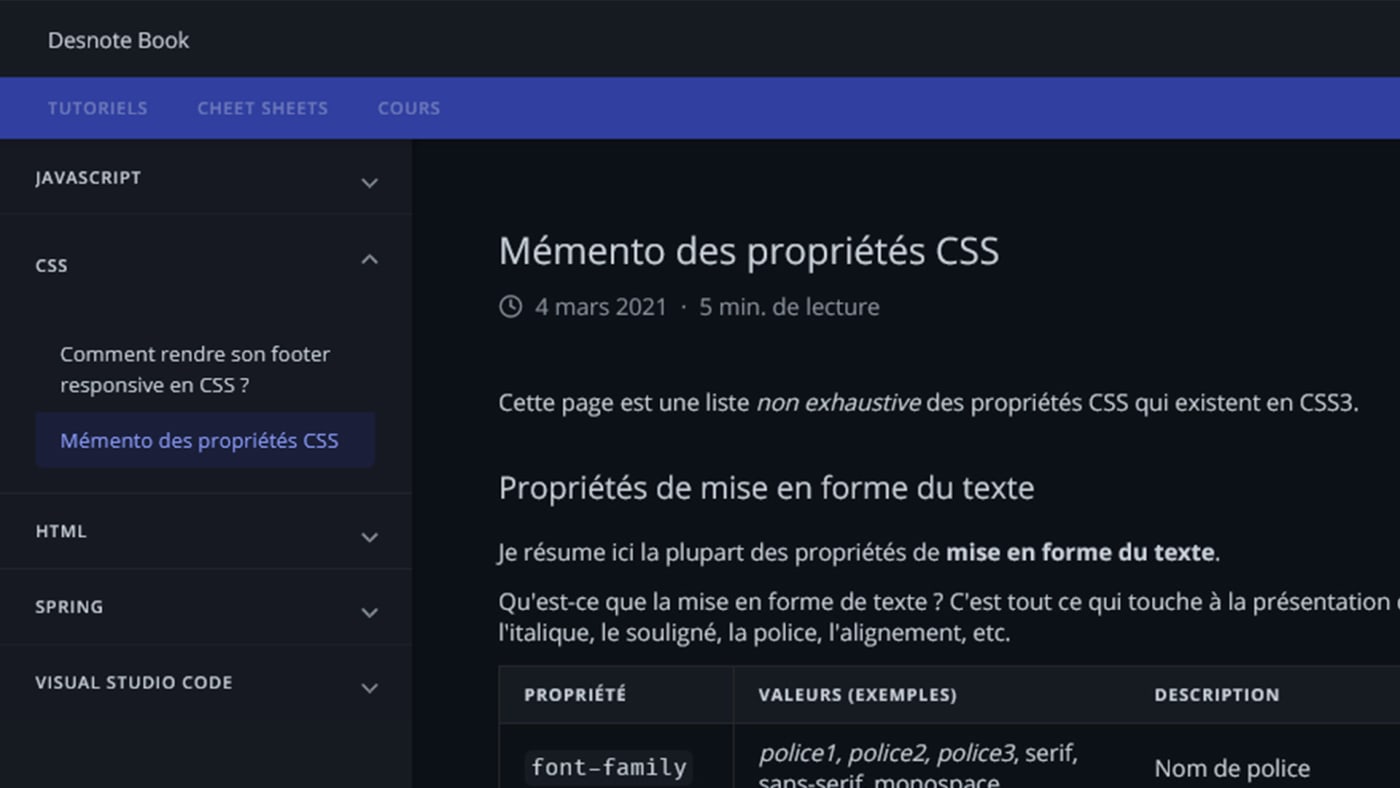 Desnote Book
TUTORIELS CHEET SHEETS COURS
JAVASCRIPT
CSS
Comment rendre son footer
responsive en CSS ?
Mémento des propriétés CSS
HTML
SPRING
VISUAL STUDIO CODE
Mémento des propriétés CSS
4 mars 2021 · 5 min. de lecture
Cette page est une liste non exhaustive des propriétés CSS qui existent en CSS3.
Propriétés de mise en forme du texte
Je résume ici la plupart des propriétés de mise en forme du texte.
Qu'est-ce que la mise en forme de texte ? C'est tout ce qui touche à la présentation
l'italique, le souligné, la police, l'alignement, etc.
PROPRIÉTÉ VALEURS (EXEMPLES) DESCRIPTION
font-family police1, police2, police3, serif, Nom de police
sans-serif, monospace